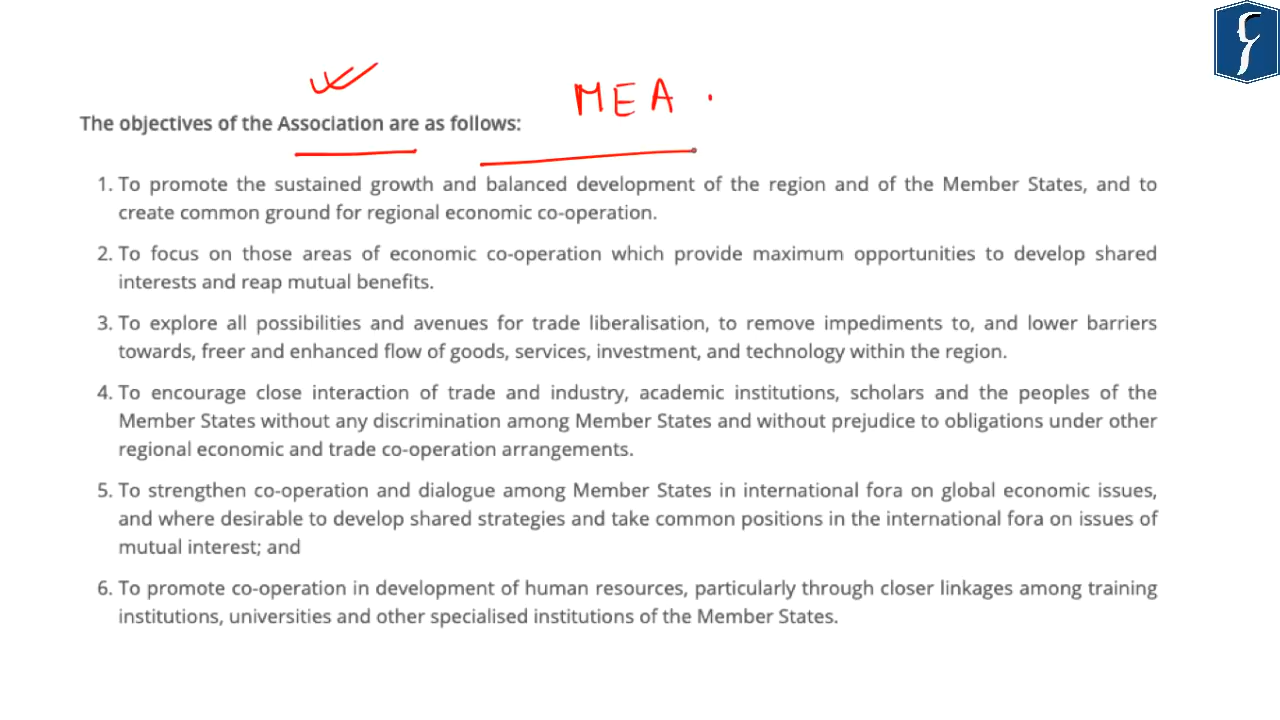 MEA .
The objectives of the Association are as follows:
1. To promote the sustained growth and balanced development of the region and of the Member States, and to
create common ground for regional economic co-operation.
2. To focus on those areas of economic co-operation which provide maximum opportunities to develop shared
interests and reap mutual benefits.
3. To explore all possibilities and avenues for trade liberalisation, to remove impediments to, and lower barriers
towards, freer and enhanced flow of goods, services, investment, and technology within the region.
4. To encourage close interaction of trade and industry, academic institutions, scholars and the peoples of the
Member States without any discrimination among Member States and without prejudice to obligations under other
regional economic and trade co-operation arrangements.
5. To strengthen co-operation and dialogue among Member States in international fora on global economic issues,
and where desirable to develop shared strategies and take common positions in the international fora on issues of
mutual interest; and
6. To promote co-operation in development of human resources, particularly through closer linkages among training
institutions, universities and other specialised institutions of the Member States.